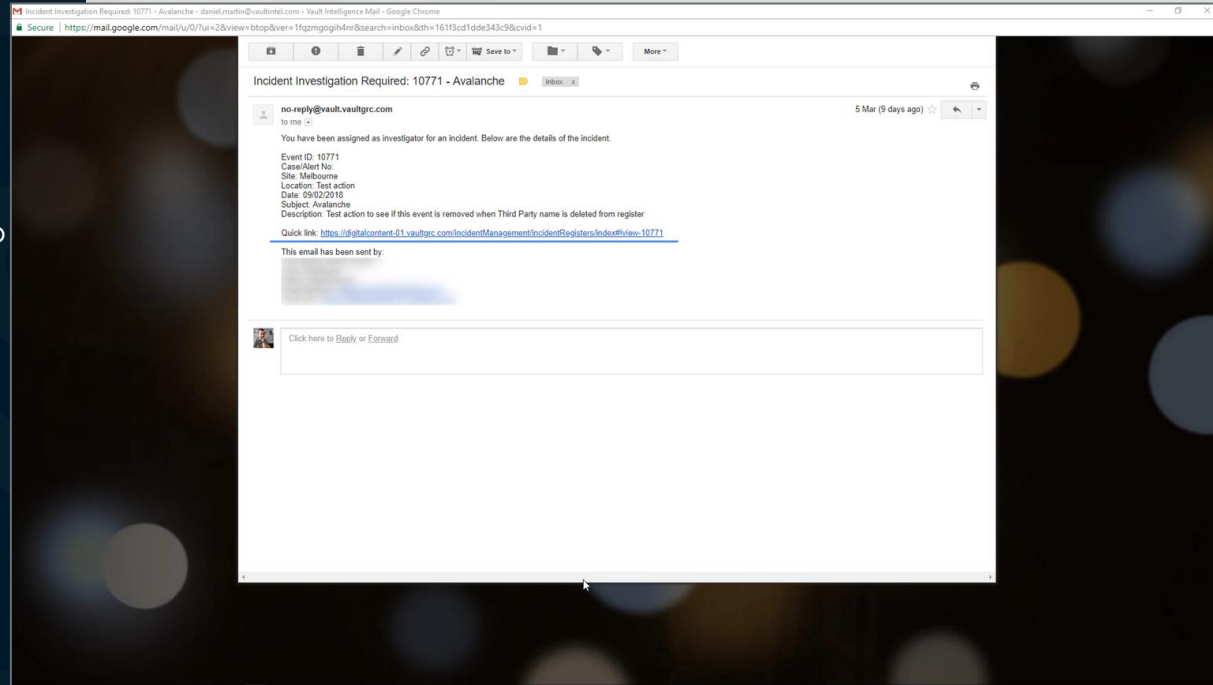 Incident Investigation Required: 10771 - Avalanche - daniel.martin@vaultintel.com - Vault Intelligence Mail - Google Chrome
Secure | https://mail.google.com/mail/u/0/?ui=2&view=btop&ver=1fqzmgogih4nr&search=inbox&th=161f3cd1dde343c9&cvid=1
Save to More
Incident Investigation Required: 10771 - Avalanche Inbox x
no-reply@vault.vaultgrc.com 5 Mar (9 days ago)
to me
You have been assigned as investigator for an incident. Below are the details of the incident.
Event ID: 10771
Case/Alert No:
Site: Melbourne
Location: Test action
Date: 09/02/2018
Subject: Avalanche
Description: Test action to see if this event is removed when Third Party name is deleted from register
Quick link: https://digitalcontent-01.vaultgrc.com/incidentManagement/incidentRegisters/index#!view-10771
This email has been sent by:
Click here to Reply or Forward